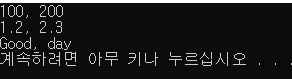 100, 200
1.2, 2.3
Good, day
계속하려면 아무 키나 누르십시오 . . .